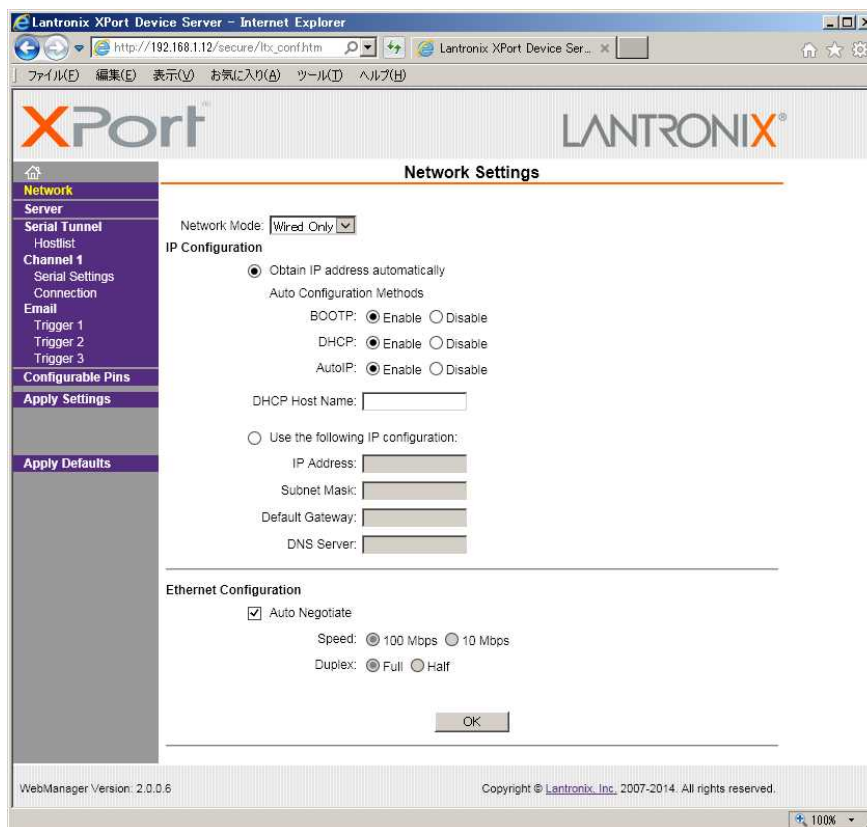 Lantronix XPort Device Server - Internet Explorer
http://192.168.1.12/secure/ltx_conf.htm
Lantronix XPort Device Ser...
ファイル(F) 編集(E) 表示(V) お気に入り(A) ツール(T) ヘルプ(H)
XPort
LANTRONIX®
Network
Server
Serial Tunnel
Hostlist
Channel 1
Serial Settings
Connection
Email
Trigger 1
Trigger 2
Trigger 3
Configurable Pins
Apply Settings
Apply Defaults
Network Settings
Network Mode: Wired Only
IP Configuration
Obtain IP address automatically
Auto Configuration Methods
BOOTP: Enable Disable
DHCP: Enable Disable
AutoIP: Enable Disable
DHCP Host Name:
Use the following IP configuration:
IP Address:
Subnet Mask:
Default Gateway:
DNS Server:
Ethernet Configuration
Auto Negotiate
Speed: 100 Mbps 10 Mbps
Duplex: Full Half
OK
WebManager Version: 2.0.0.6
Copyright © Lantronix, Inc. 2007-2014. All rights reserved.
100%